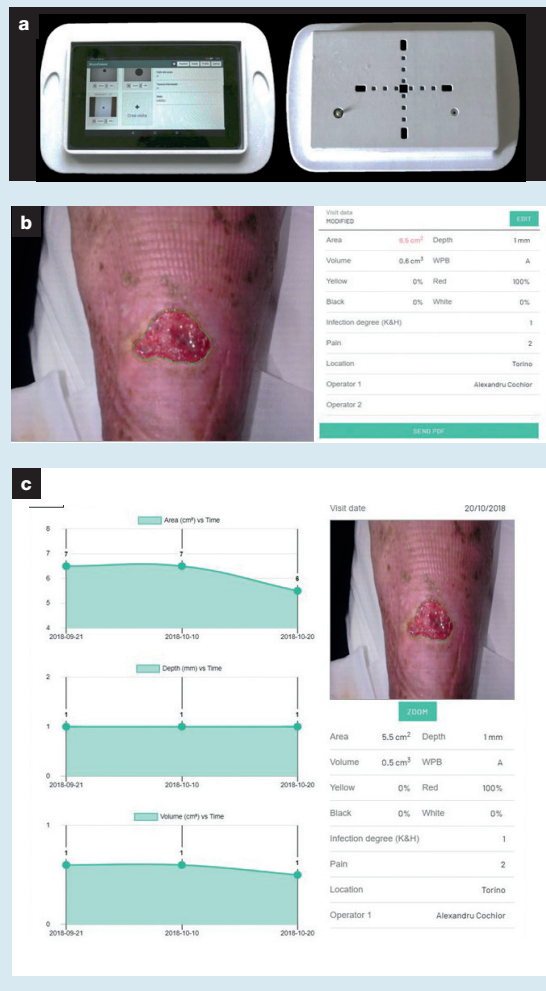 a
b
Visit data
MODIFIED
EDIT
Area 6.5 cm² Depth 1 mm
Volume 0.6 cm³ WPB A
Yellow 0% Red 100%
Black 0% White 0%
Infection degree (K&H) 1
Pain 2
Location Torino
Operator 1 Alexandru Cochior
Operator 2
SEND PDF
c
Area (cm²) vs Time
8
7
6
5
4
7
7
6
2018-09-21
2018-10-10
2018-10-20
Depth (mm) vs Time
2
1
0
1
1
1
2018-09-21
2018-10-10
2018-10-20
Volume (cm³) vs Time
1
0
1
1
1
2018-09-21
2018-10-10
2018-10-20
Visit date 20/10/2018
ZOOM
Area 5.5 cm² Depth 1 mm
Volume 0.5 cm³ WPB A
Yellow 0% Red 100%
Black 0% White 0%
Infection degree (K&H) 1
Pain 2
Location Torino
Operator 1 Alexandru Cochior